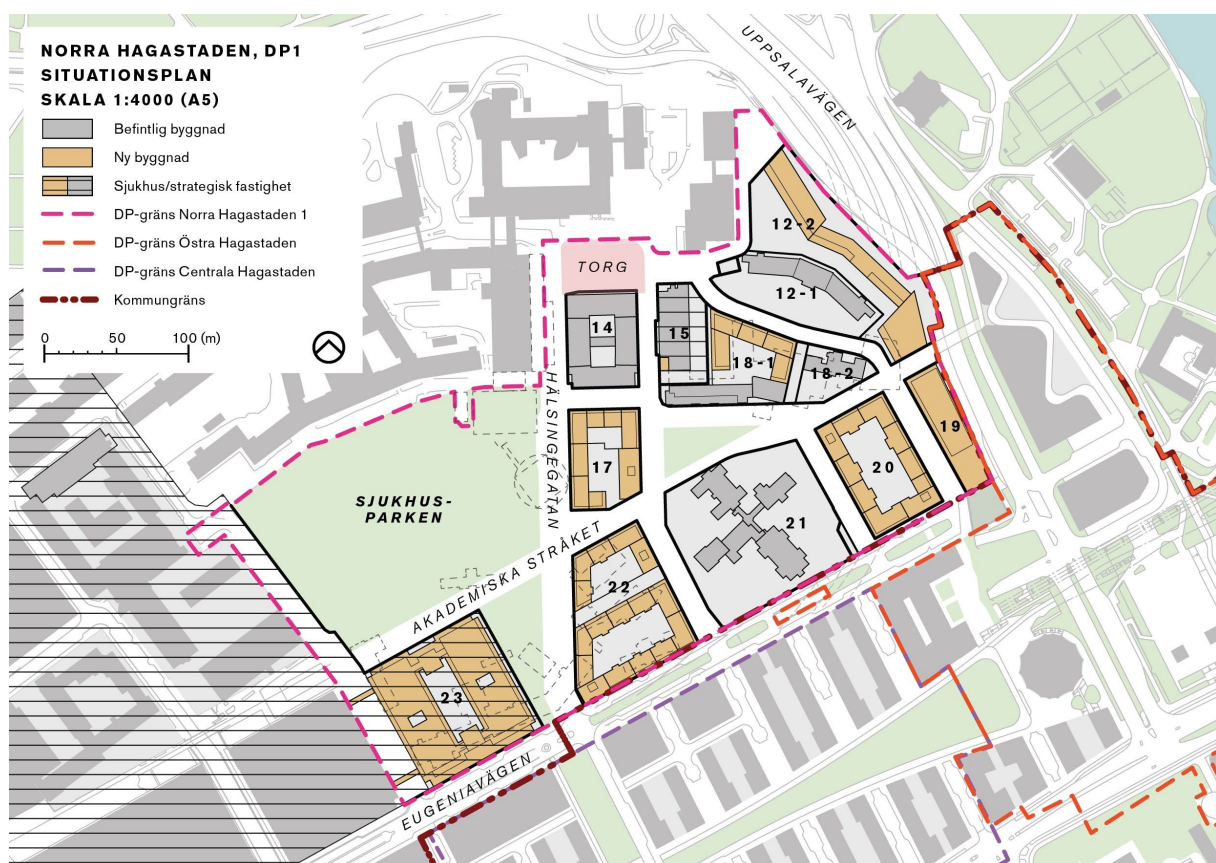 NORRA HAGASTADEN, DP1
SITUATIONSPLAN
SKALA 1:4000 (A5)
Befintlig byggnad
Ny byggnad
Sjukhus/strategisk fastighet
DP-gräns Norra Hagastaden 1
DP-gräns Östra Hagastaden
DP-gräns Centrala Hagastaden
Kommungräns
0 50 100 (m)
UPPSALAVÄGEN
12-2
TORG
12-1
14
15
18-1
18-2
HÄLSINGEGATAN
19
17
20
SJUKHUS-
PARKEN
21
AKADEMISKA STRÅKET
22
23
EUGENIAVÄGEN